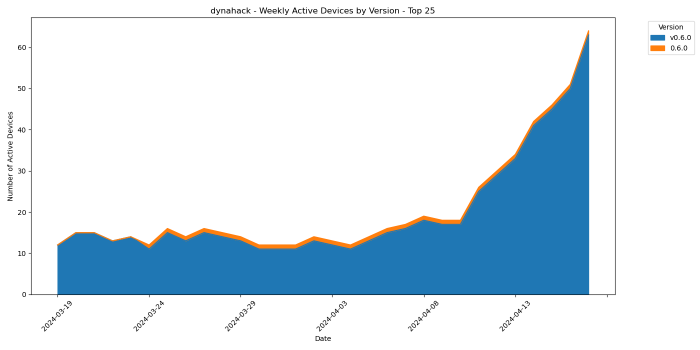 dynahack - Weekly Active Devices by Version - Top 25
Version
v0.6.0
0.6.0
Number of Active Devices
60
50
40
30
20
10
0
2024-03-19
2024-03-24
2024-03-29
2024-04-03
2024-04-08
2024-04-13
Date